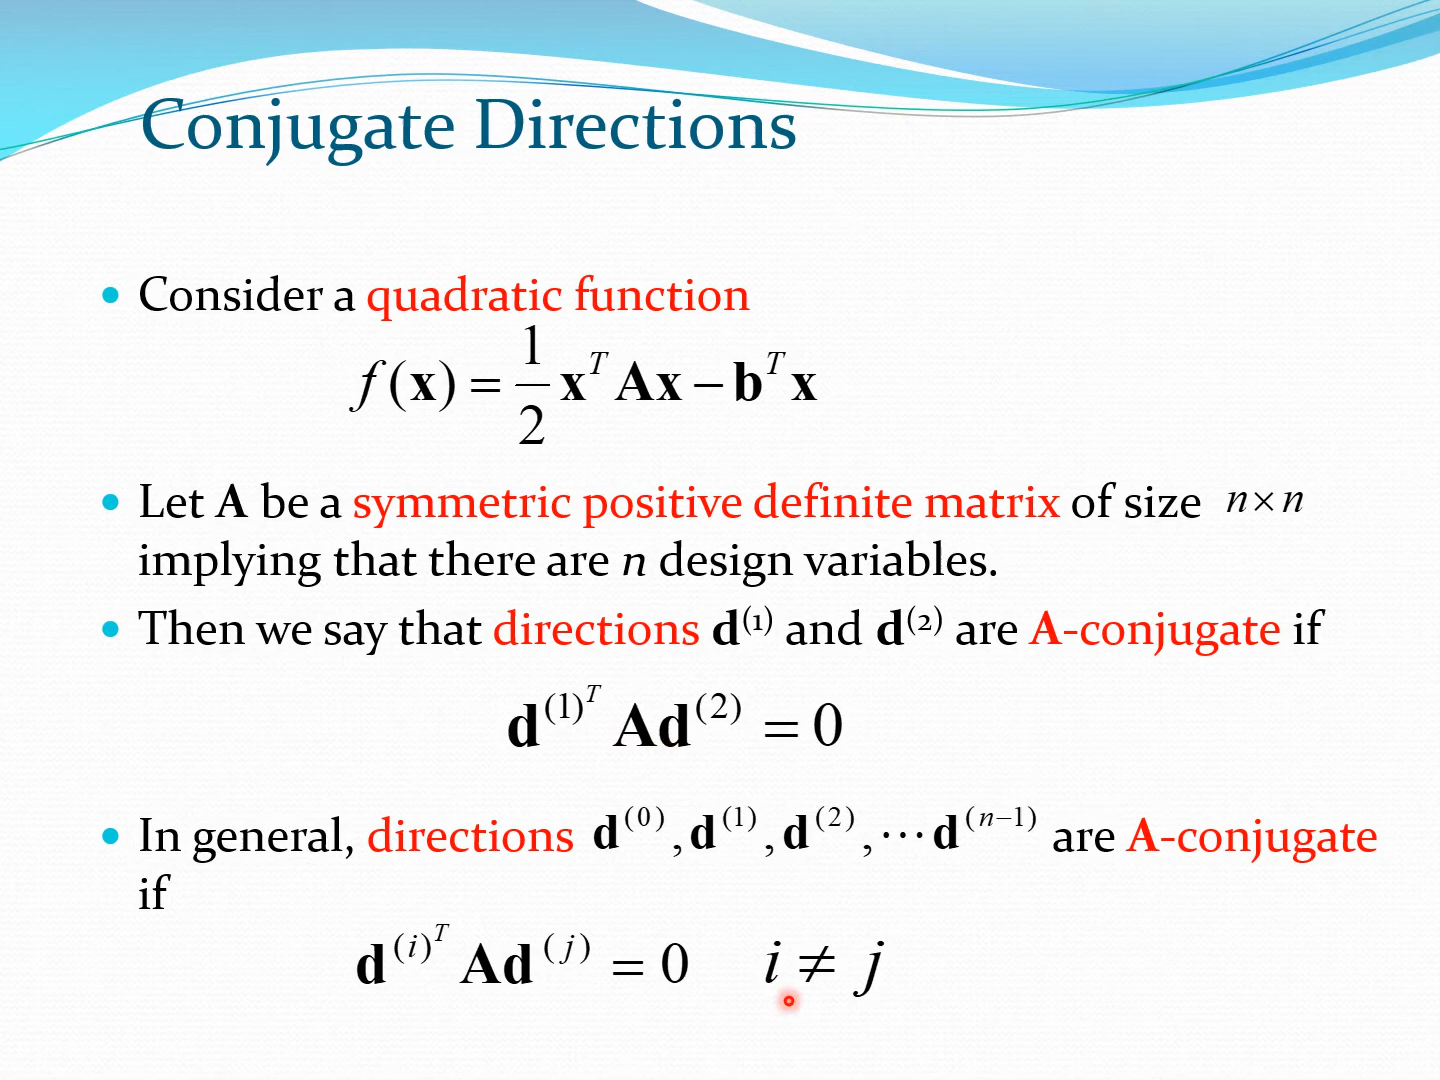 Conjugate Directions
• Consider a quadratic function
f(x) = 1/2 x^T Ax − b^T x
• Let A be a symmetric positive definite matrix of size n×n
implying that there are n design variables.
• Then we say that directions d^(1) and d^(2) are A-conjugate if
d^(1)^T Ad^(2) = 0
• In general, directions d^(0), d^(1), d^(2), ⋯d^(n−1) are A-conjugate
if
d^(i)^T Ad^(j) = 0 i ≠ j